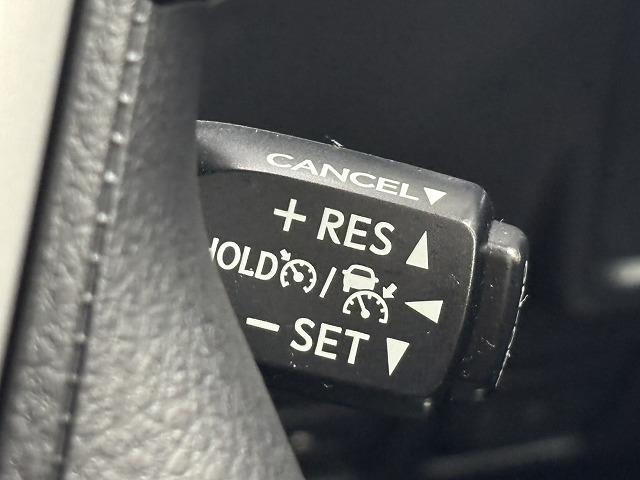 CANCEL▼
+ RES ▲
HOLD / ◀
− SET ▼